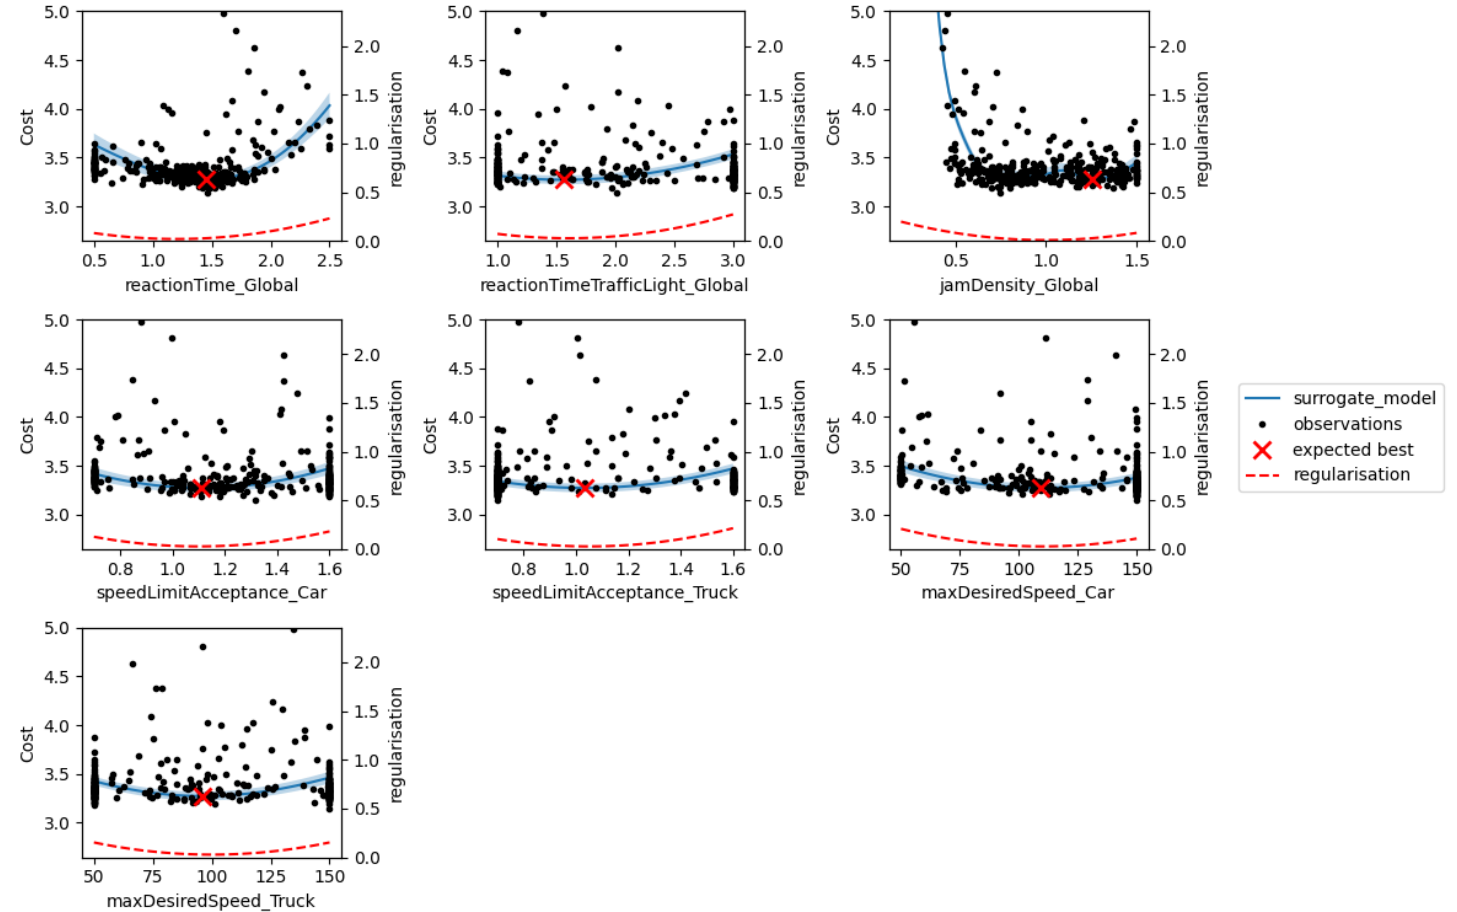 5.0
4.5
4.0
3.5
3.0
Cost
2.0
1.5
1.0
0.5
0.0
regularisation
0.5 1.0 1.5 2.0 2.5
reactionTime_Global
5.0
4.5
4.0
3.5
3.0
Cost
2.0
1.5
1.0
0.5
0.0
regularisation
1.0 1.5 2.0 2.5 3.0
reactionTimeTrafficLight_Global
5.0
4.5
4.0
3.5
3.0
Cost
2.0
1.5
1.0
0.5
0.0
regularisation
0.5 1.0 1.5
jamDensity_Global
5.0
4.5
4.0
3.5
3.0
Cost
2.0
1.5
1.0
0.5
0.0
regularisation
0.8 1.0 1.2 1.4 1.6
speedLimitAcceptance_Car
5.0
4.5
4.0
3.5
3.0
Cost
2.0
1.5
1.0
0.5
0.0
regularisation
0.8 1.0 1.2 1.4 1.6
speedLimitAcceptance_Truck
5.0
4.5
4.0
3.5
3.0
Cost
2.0
1.5
1.0
0.5
0.0
regularisation
50 75 100 125 150
maxDesiredSpeed_Car
surrogate_model
observations
expected best
regularisation
5.0
4.5
4.0
3.5
3.0
Cost
2.0
1.5
1.0
0.5
0.0
regularisation
50 75 100 125 150
maxDesiredSpeed_Truck